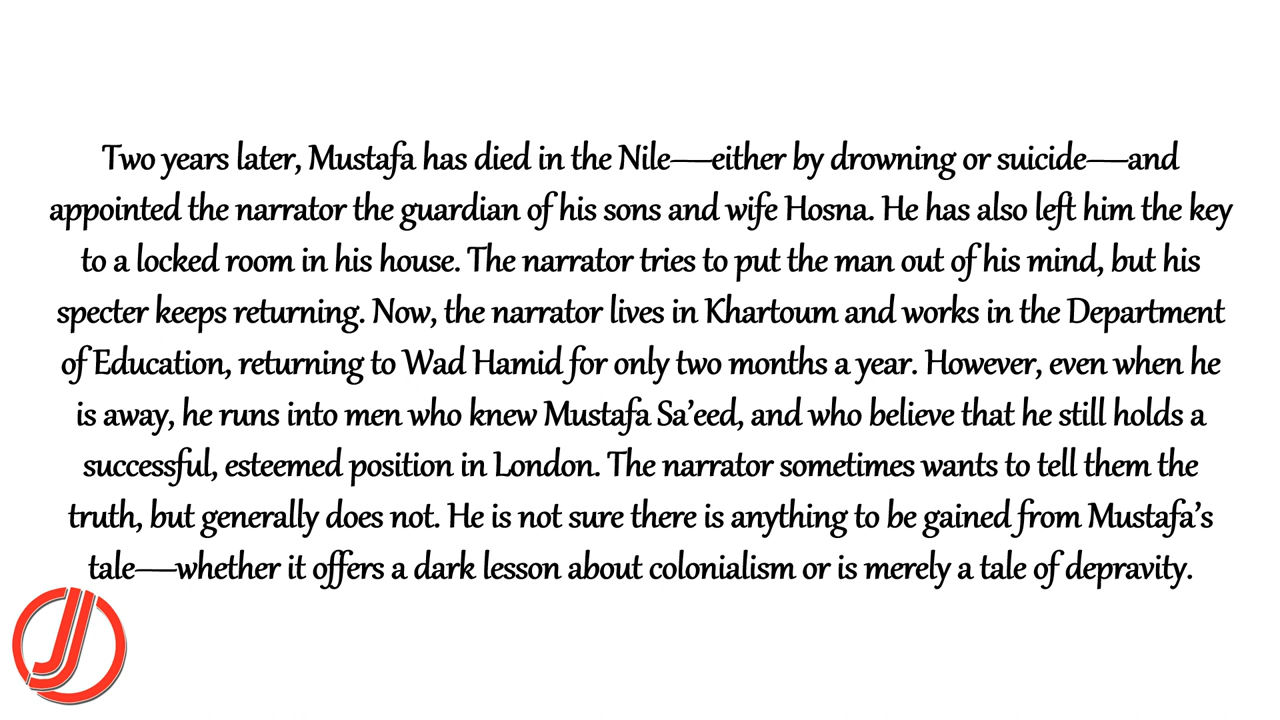 Two years later, Mustafa has died in the Nile—either by drowning or suicide—and
appointed the narrator the guardian of his sons and wife Hosna. He has also left him the key
to a locked room in his house. The narrator tries to put the man out of his mind, but his
specter keeps returning. Now, the narrator lives in Khartoum and works in the Department
of Education, returning to Wad Hamid for only two months a year. However, even when he
is away, he runs into men who knew Mustafa Sa’eed, and who believe that he still holds a
successful, esteemed position in London. The narrator sometimes wants to tell them the
truth, but generally does not. He is not sure there is anything to be gained from Mustafa’s
tale—whether it offers a dark lesson about colonialism or is merely a tale of depravity.